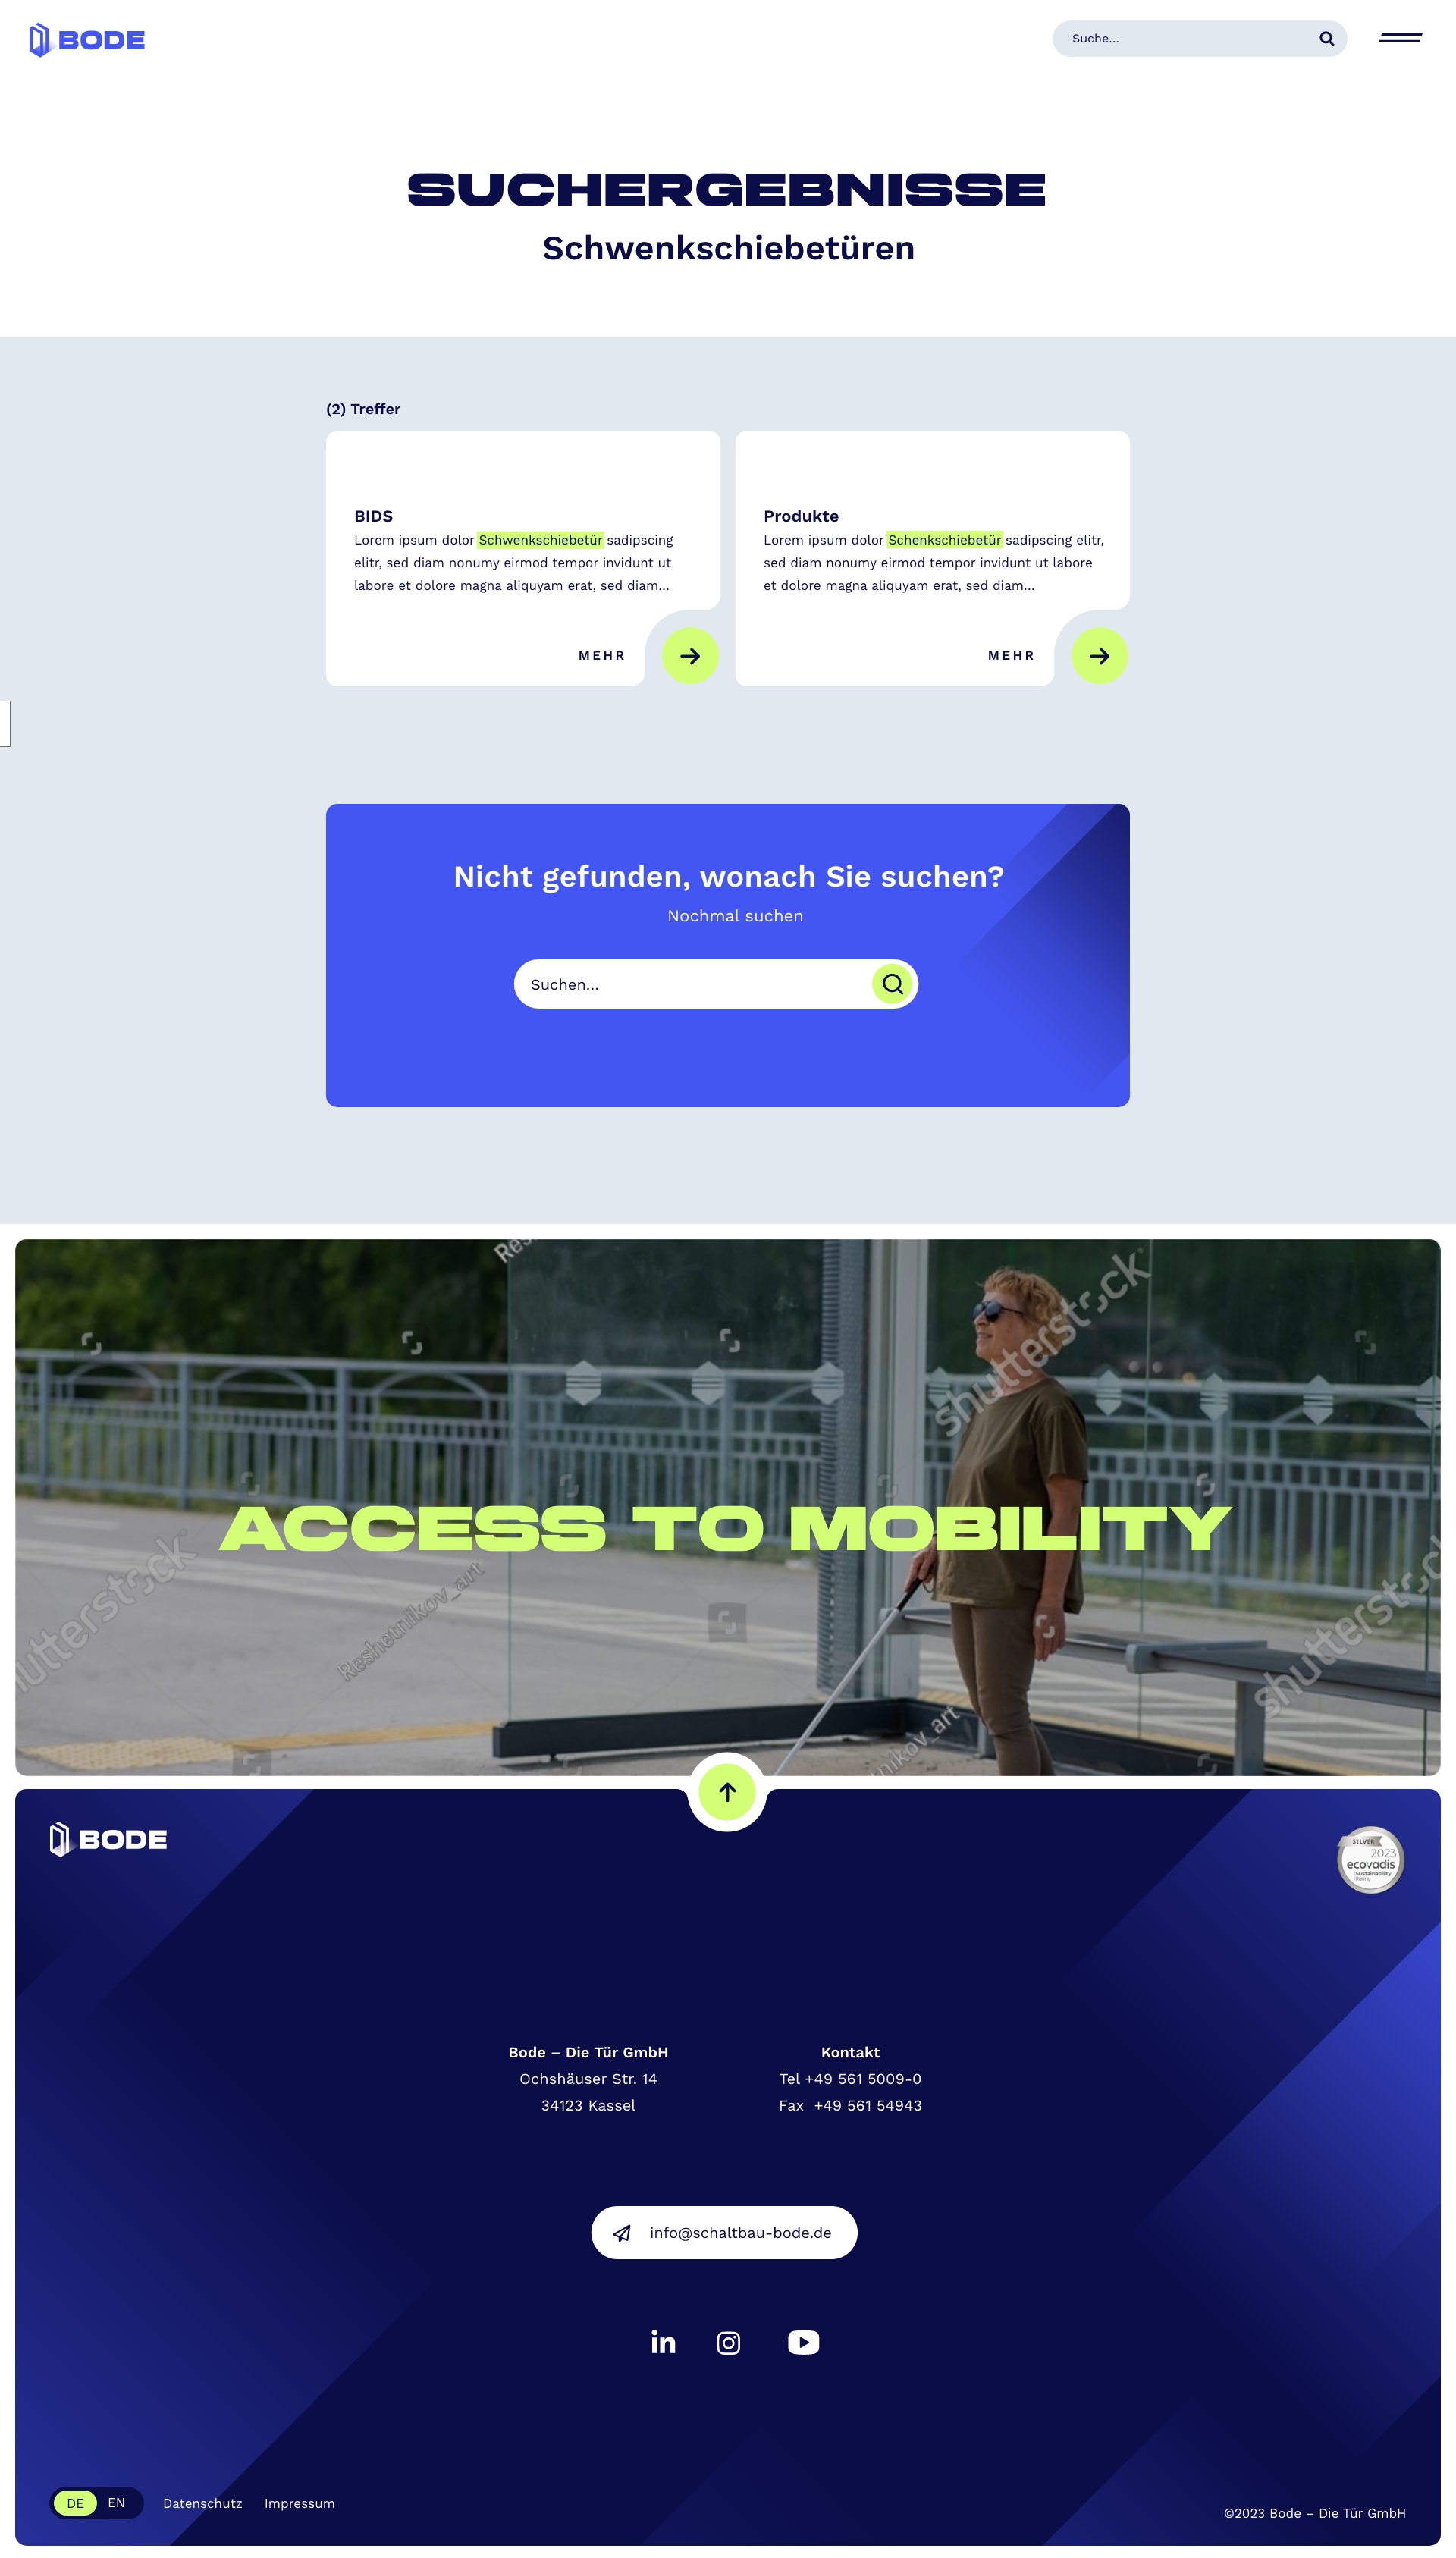 BODE
Suche...
SUCHERGEBNISSE
Schwenkschiebetüren
(2) Treffer
BIDS
Lorem ipsum dolor Schwenkschiebetür sadipscing
elitr, sed diam nonumy eirmod tempor invidunt ut
labore et dolore magna aliquyam erat, sed diam...
MEHR
Produkte
Lorem ipsum dolor Schenkschiebetür sadipscing elitr,
sed diam nonumy eirmod tempor invidunt ut labore
et dolore magna aliquyam erat, sed diam...
MEHR
Nicht gefunden, wonach Sie suchen?
Nochmal suchen
Suchen...
shutterstock
ACCESS TO MOBILITY
shutterstock
Reshetnikov_art
shutterstock
BODE
SILVER
2023
ecovadis
Sustainability
Rating
Bode – Die Tür GmbH
Ochshäuser Str. 14
34123 Kassel
Kontakt
Tel +49 561 5009-0
Fax  +49 561 54943
info@schaltbau-bode.de
in
DE
EN
Datenschutz
Impressum
©2023 Bode – Die Tür GmbH